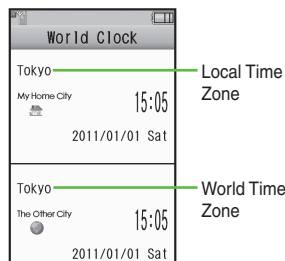 World Clock
Tokyo
Local Time
Zone
My Home City
15:05
2011/01/01 Sat
Tokyo
World Time
Zone
The Other City
15:05
2011/01/01 Sat